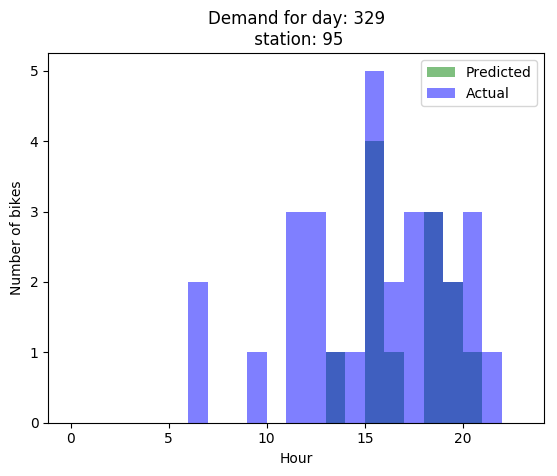 Demand for day: 329
station: 95
Predicted
Actual
Number of bikes
5
4
3
2
1
0
0 5 10 15 20
Hour